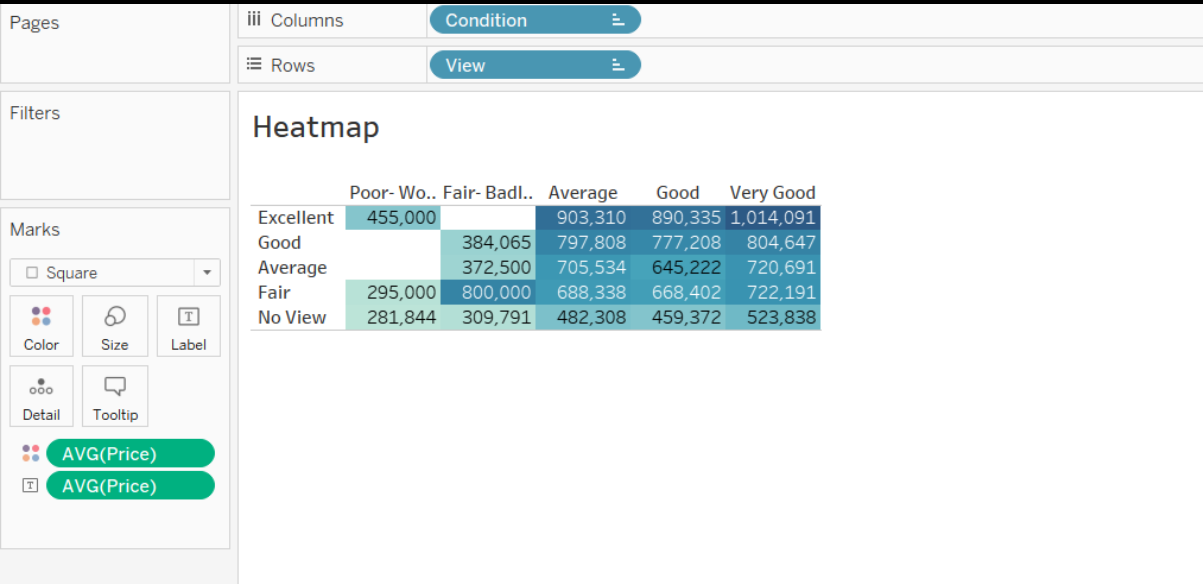 Pages
Columns
Condition
Rows
View
Filters
Heatmap
Poor- Wo.. Fair- Badl.. Average Good Very Good
Excellent 455,000 903,310 890,335 1,014,091
Good 384,065 797,808 777,208 804,647
Average 372,500 705,534 645,222 720,691
Fair 295,000 800,000 688,338 668,402 722,191
No View 281,844 309,791 482,308 459,372 523,838
Marks
Square
Color Size Label
T
Detail Tooltip
AVG(Price)
T AVG(Price)